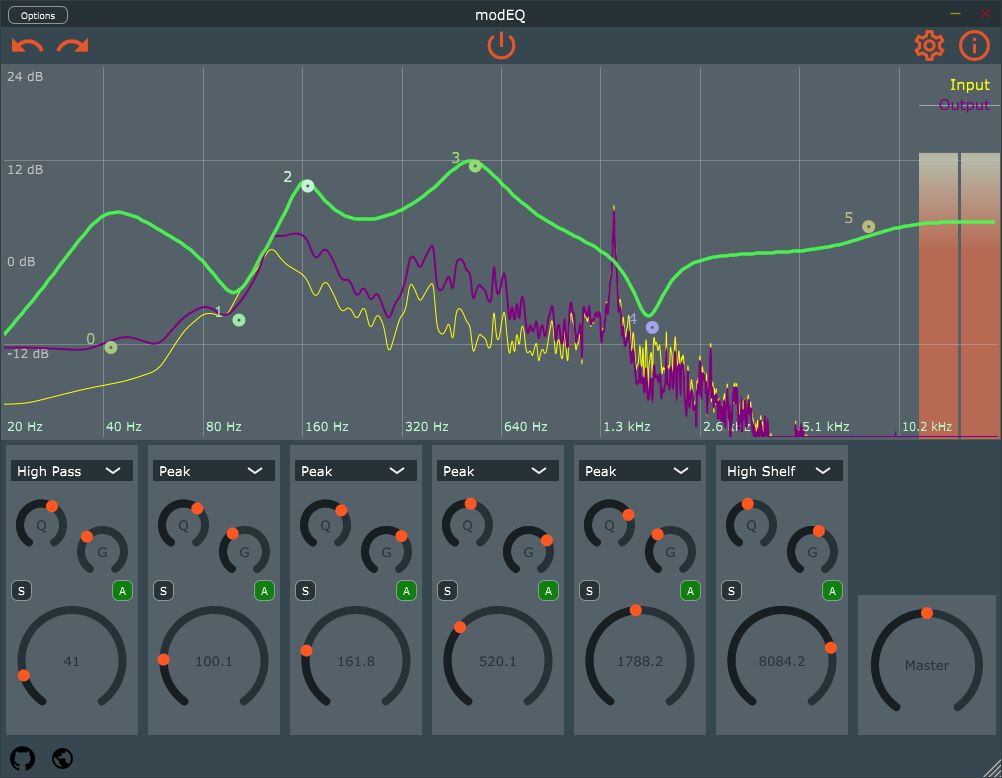 Options
modEQ
24 dB
Input
Output
12 dB
0 dB
-12 dB
0
1
2
3
4
5
20 Hz
40 Hz
80 Hz
160 Hz
320 Hz
640 Hz
1.3 kHz
2.6 kHz
5.1 kHz
10.2 kHz
High Pass
Peak
Peak
Peak
Peak
High Shelf
Q
G
Q
G
Q
G
Q
G
Q
G
Q
G
S
A
S
A
S
A
S
A
S
A
S
A
41
100.1
161.8
520.1
1788.2
8084.2
Master